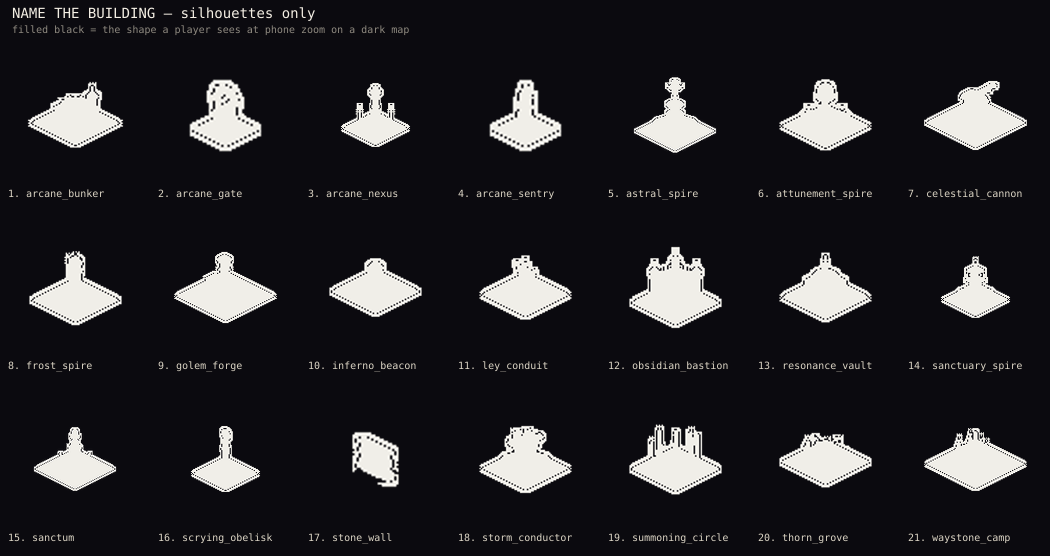 NAME THE BUILDING — silhouettes only
filled black = the shape a player sees at phone zoom on a dark map
1. arcane_bunker
2. arcane_gate
3. arcane_nexus
4. arcane_sentry
5. astral_spire
6. attunement_spire
7. celestial_cannon
8. frost_spire
9. golem_forge
10. inferno_beacon
11. ley_conduit
12. obsidian_bastion
13. resonance_vault
14. sanctuary_spire
15. sanctum
16. scrying_obelisk
17. stone_wall
18. storm_conductor
19. summoning_circle
20. thorn_grove
21. waystone_camp